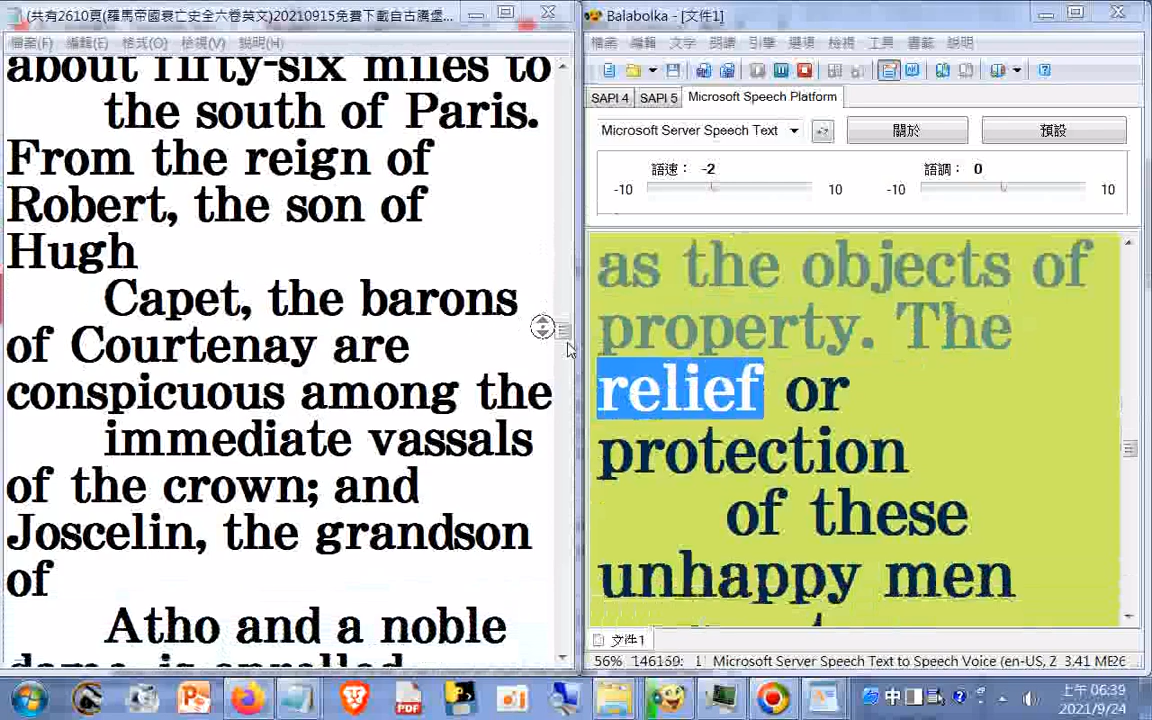 (共有2610頁(羅馬帝國衰亡史全六卷英文)20210915免費下載自古騰堡...
檔案(F) 編輯(E) 格式(O) 檢視(V) 說明(H)
about fifty-six miles to
the south of Paris.
From the reign of
Robert, the son of
Hugh
Capet, the barons
of Courtenay are
conspicuous among the
immediate vassals
of the crown; and
Joscelin, the grandson
of
Atho and a noble
dame, is enrolled
Balabolka - [文件1]
檔案 編輯 文字 朗讀 引擎 選項 檢視 工具 書籤 說明
SAPI 4 SAPI 5 Microsoft Speech Platform
Microsoft Server Speech Text 關於 預設
語速： -2 語調： 0
-10 10 -10 10
as the objects of
property. The
relief or
protection
of these
unhappy men
文件1
56% 146159: 1 Microsoft Server Speech Text to Speech Voice (en-US, Z 3.41 ME26
中
上午 06:39
2021/9/24